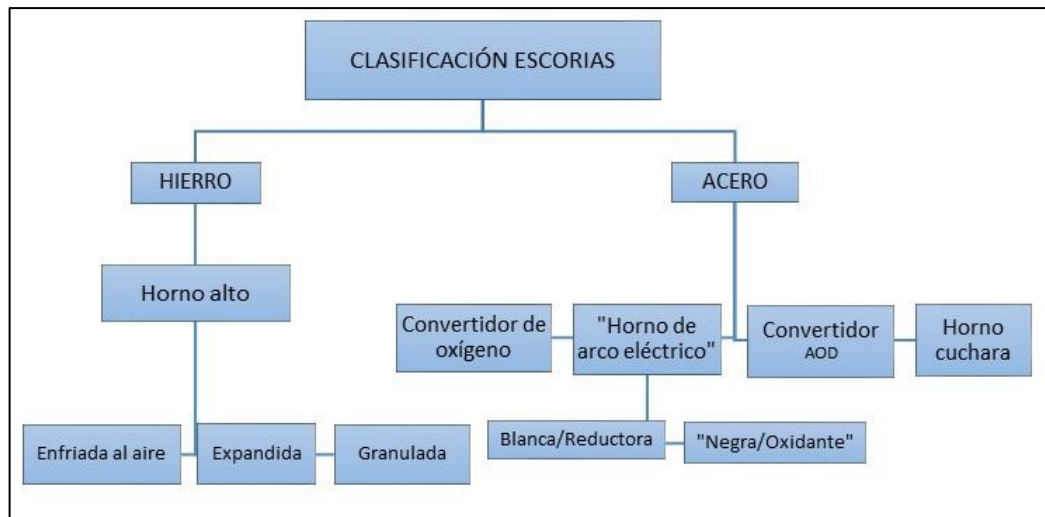 CLASIFICACIÓN ESCORIAS
HIERRO
ACERO
Horno alto
Convertidor de
oxígeno
"Horno de
arco eléctrico"
Convertidor
AOD
Horno
cuchara
Blanca/Reductora
"Negra/Oxidante"
Enfriada al aire
Expandida
Granulada